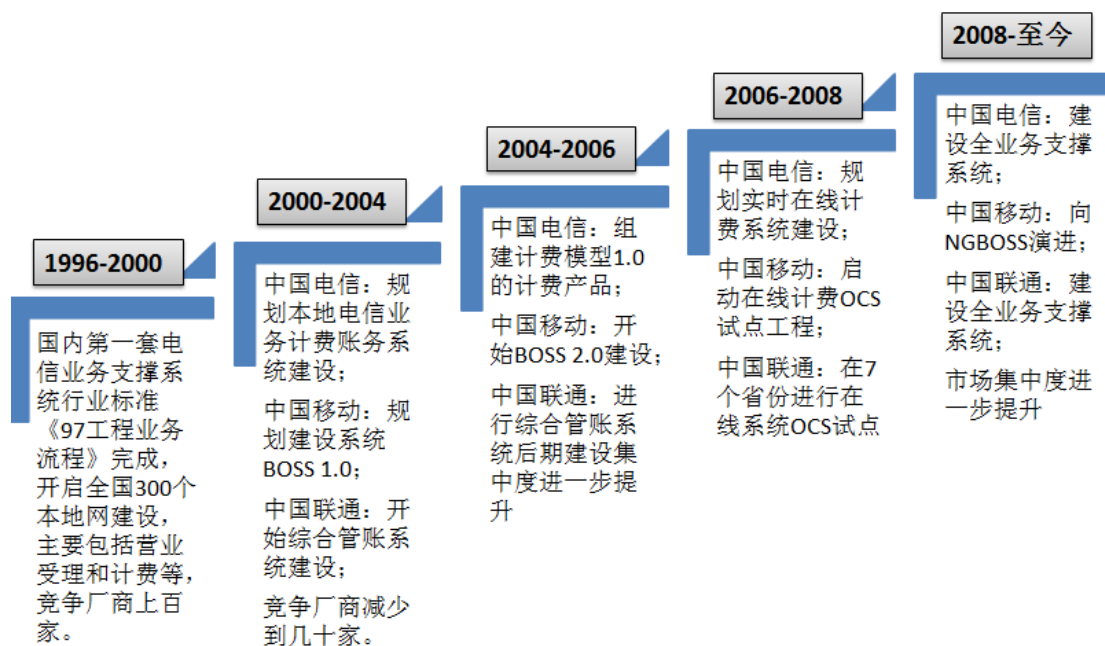 1996-2000
国内第一套电
信业务支撑系
统行业标准
《97工程业务
流程》完成，
开启全国300个
本地网建设，
主要包括营业
受理和计费等，
竞争厂商上百
家。
2000-2004
中国电信：规
划本地电信业
务计费账务系
统建设；
中国移动：规
划建设系统
BOSS 1.0；
中国联通：开
始综合管账系
统建设；
竞争厂商减少
到几十家。
2004-2006
中国电信：组
建计费模型1.0
的计费产品；
中国移动：开
始BOSS 2.0建设；
中国联通：进
行综合管账系
统后期建设集
中度进一步提
升
2006-2008
中国电信：规
划实时在线计
费系统建设；
中国移动：启
动在线计费OCS
试点工程；
中国联通：在7
个省份进行在
线系统OCS试点
2008-至今
中国电信：建
设全业务支撑
系统；
中国移动：向
NGBOSS演进；
中国联通：建
设全业务支撑
系统；
市场集中度进
一步提升